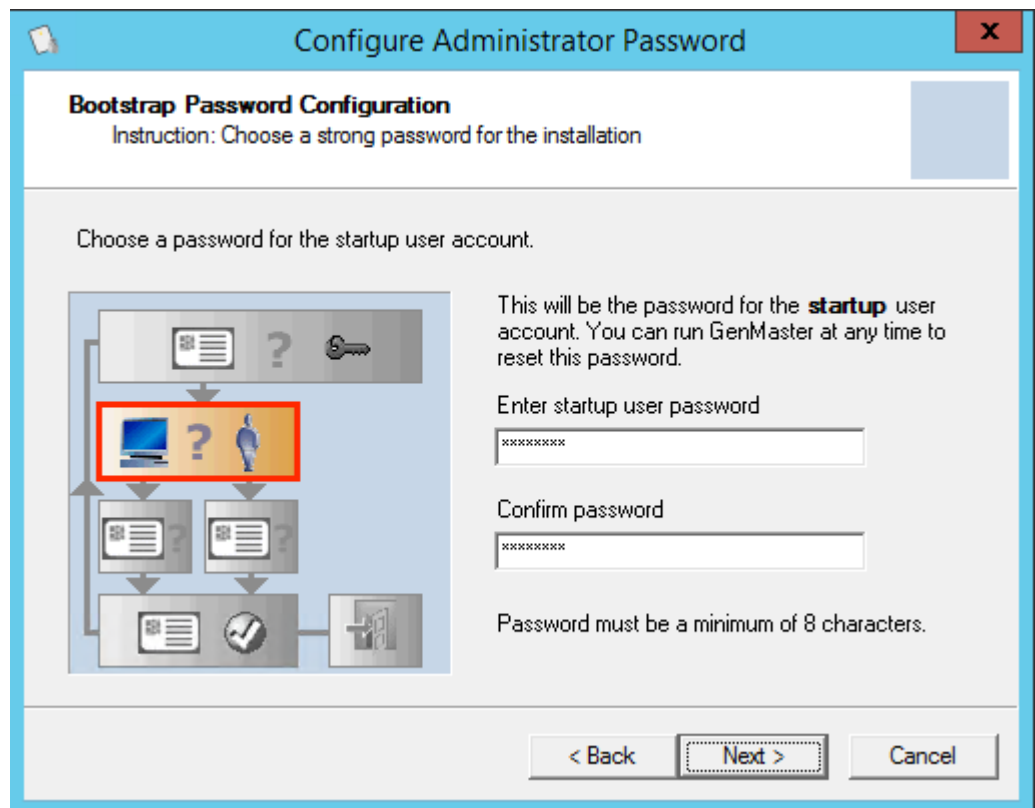 Configure Administrator Password
x
Bootstrap Password Configuration
Instruction: Choose a strong password for the installation
Choose a password for the startup user account.
? 
This will be the password for the startup user
account. You can run GenMaster at any time to
reset this password.
?
Enter startup user password
××××××××
? ?
Confirm password
××××××××
Password must be a minimum of 8 characters.
< Back
Next >
Cancel